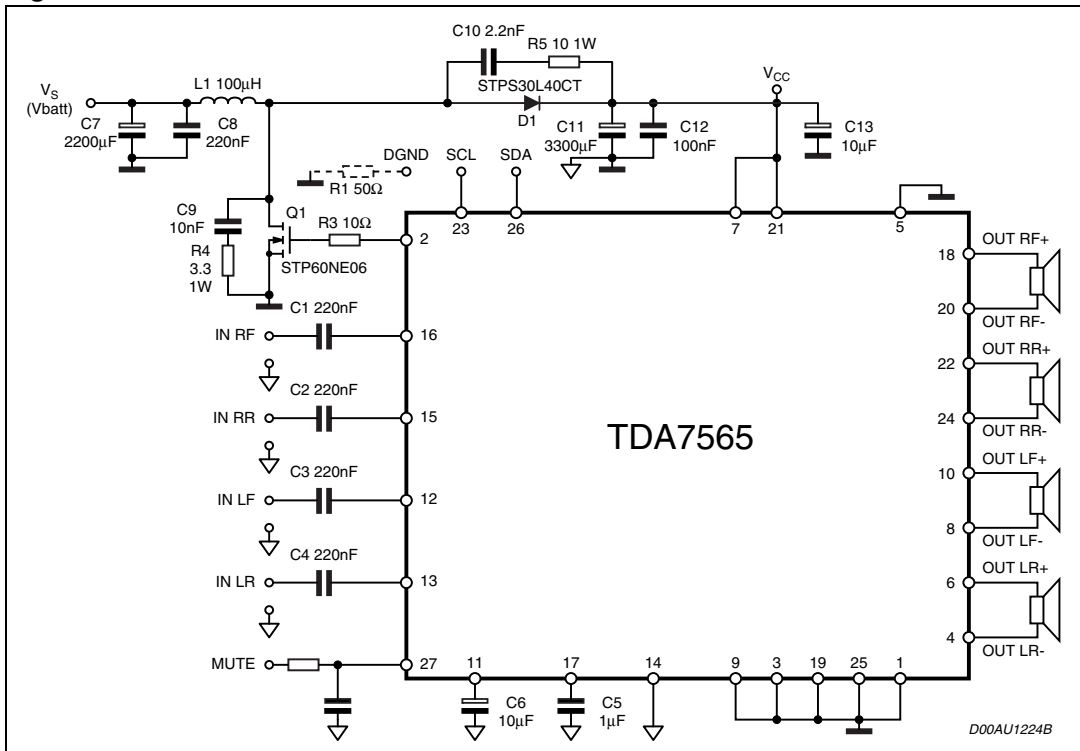 C10 2.2nF
R5 10 1W
STPS30L40CT
D1
VS
(Vbatt)
L1 100μH
C7
2200μF
C8
220nF
C11
3300μF
C12
100nF
VCC
C13
10μF
DGND
R1 50Ω
SCL
SDA
C9
10nF
R4
3.3
1W
Q1
R3 10Ω
STP60NE06
23
26
7
21
5
2
C1 220nF
IN RF
16
C2 220nF
IN RR
15
C3 220nF
IN LF
12
C4 220nF
IN LR
13
MUTE
27
TDA7565
18
OUT RF+
20
OUT RF-
22
OUT RR+
24
OUT RR-
10
OUT LF+
8
OUT LF-
6
OUT LR+
4
OUT LR-
11
17
14
9
3
19
25
1
C6
10μF
C5
1μF
D00AU1224B